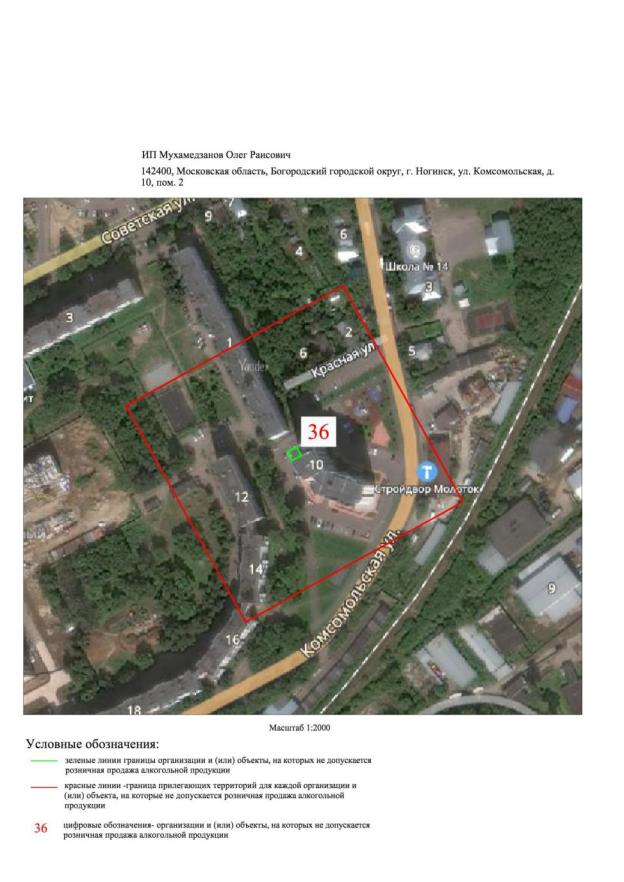 ИП Мухамедзанов Олег Раисович
142400, Московская область, Богородский городской округ, г. Ногинск, ул. Комсомольская, д.
10, пом. 2
Советская ул.
9
7
6
4
Школа № 14
3
3
2
1
6
Красная ул
5
Yandex
36
10
Стройдвор Молоток
12
14
Комсомольская ул.
9
16
18
Масштаб 1:2000
Условные обозначения:
зеленые линии границы организации и (или) объекты, на которых не допускается
розничная продажа алкогольной продукции
красные линии -граница прилегающих территорий для каждой организации и
(или) объекта, на которые не допускается розничная продажа алкогольной
продукции
36
цифровые обозначения- организации и (или) объекты, на которых не допускается
розничная продажа алкогольной продукции